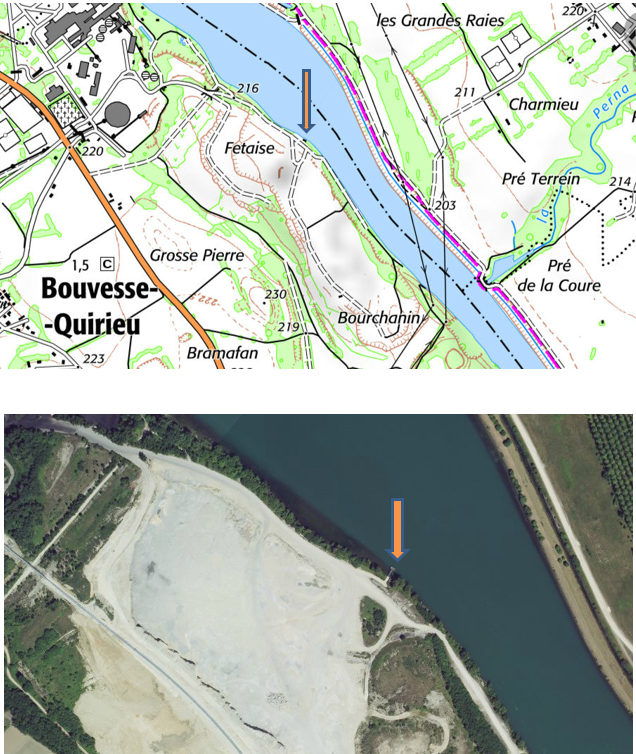 les Grandes Raies
220
216
211
Charmieu
Perna
Fetaise
220
Pré Terrein
214
203
la
Grosse Pierre
1,5 C
Pré
de la Coure
Bouvesse-
-Quirieu
230
219
Bourchanin
223
Bramafan